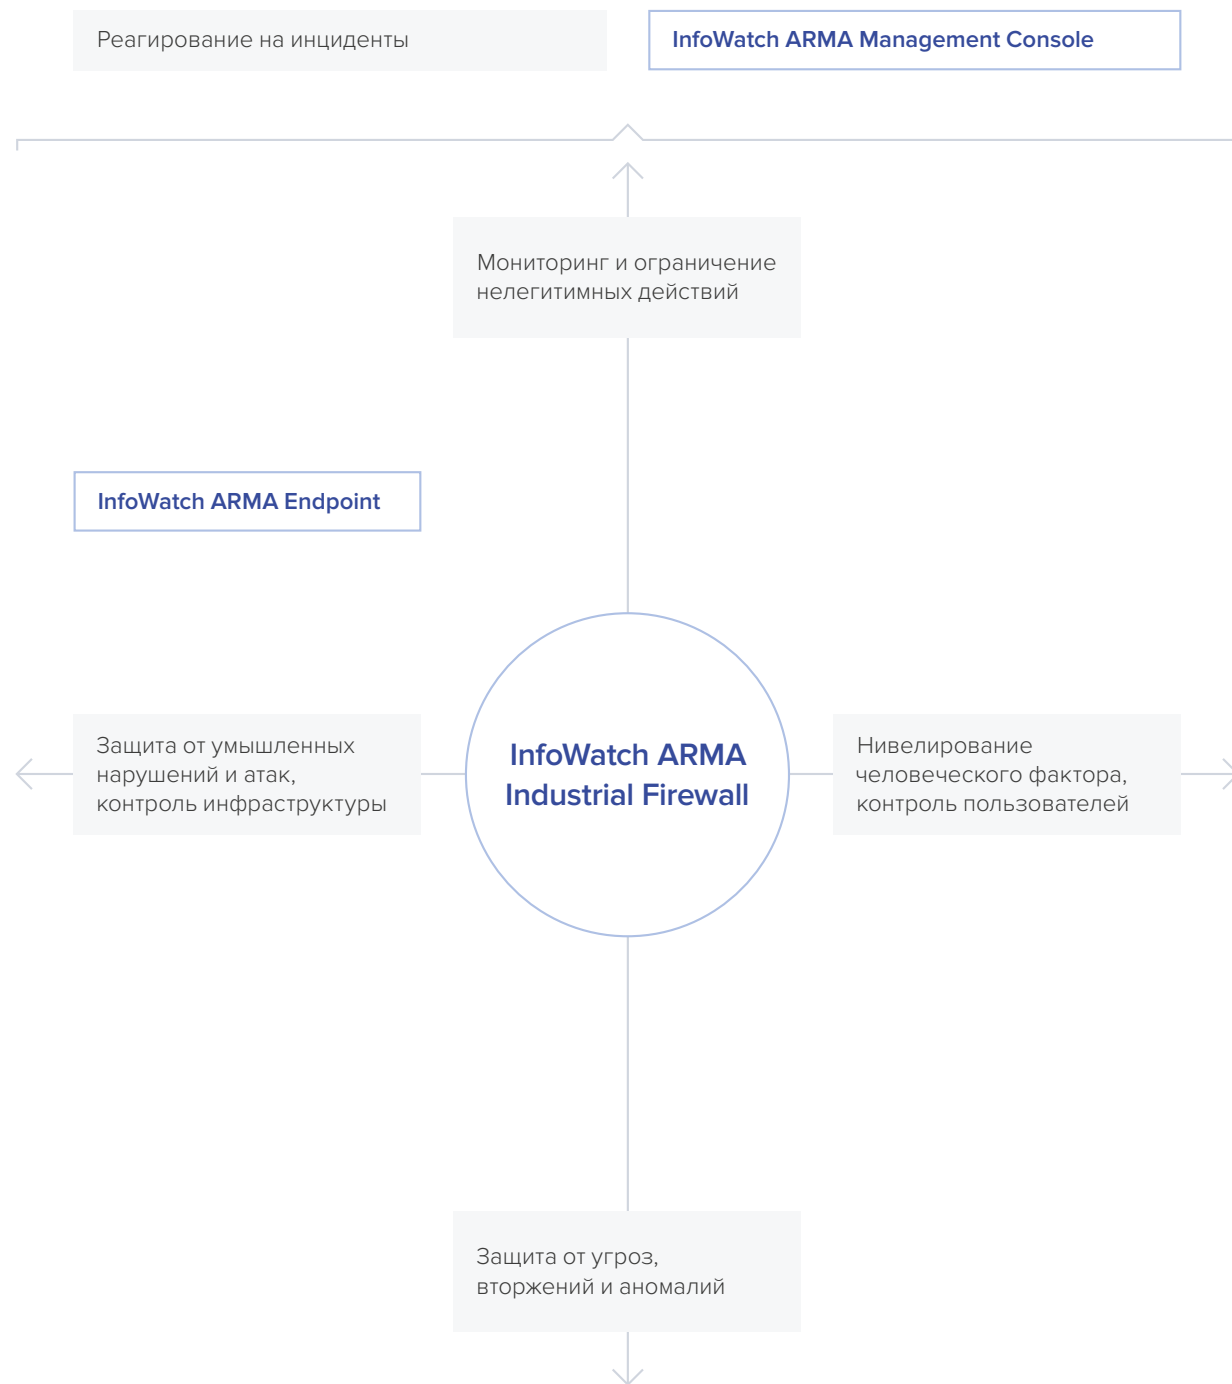 Реагирование на инциденты
InfoWatch ARMA Management Console
Мониторинг и ограничение
нелегитимных действий
InfoWatch ARMA Endpoint
Защита от умышленных
нарушений и атак,
контроль инфраструктуры
InfoWatch ARMA
Industrial Firewall
Нивелирование
человеческого фактора,
контроль пользователей
Защита от угроз,
вторжений и аномалий